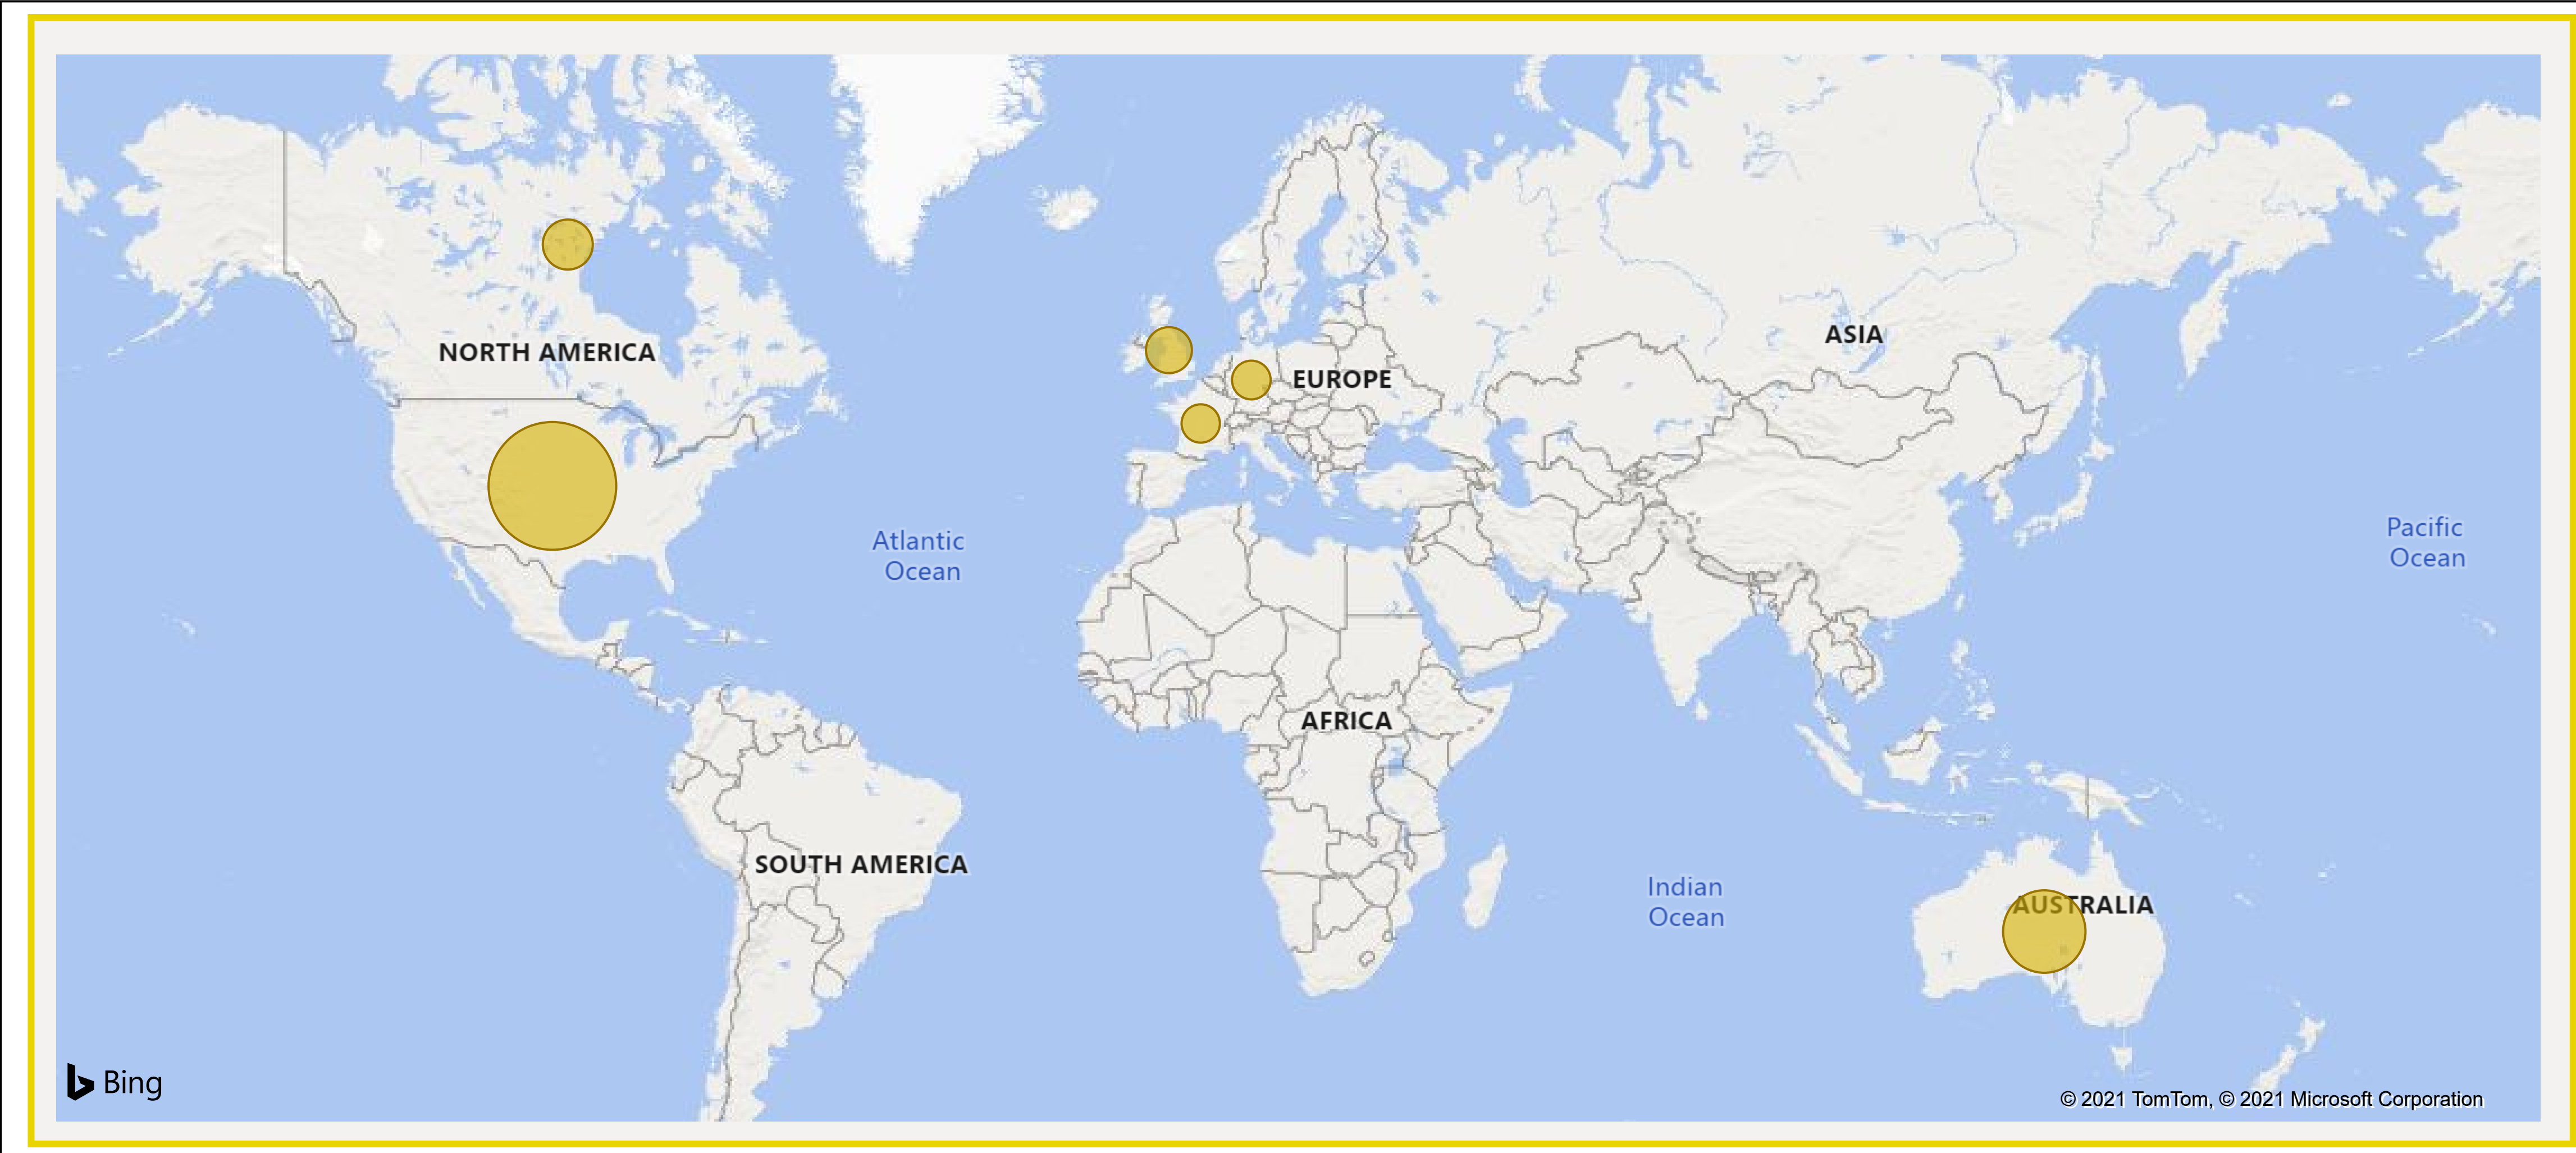 ASIA
NORTH AMERICA
EUROPE
Atlantic
Ocean
Pacific
Ocean
AFRICA
SOUTH AMERICA
Indian
Ocean
AUSTRALIA
Bing
© 2021 TomTom, © 2021 Microsoft Corporation